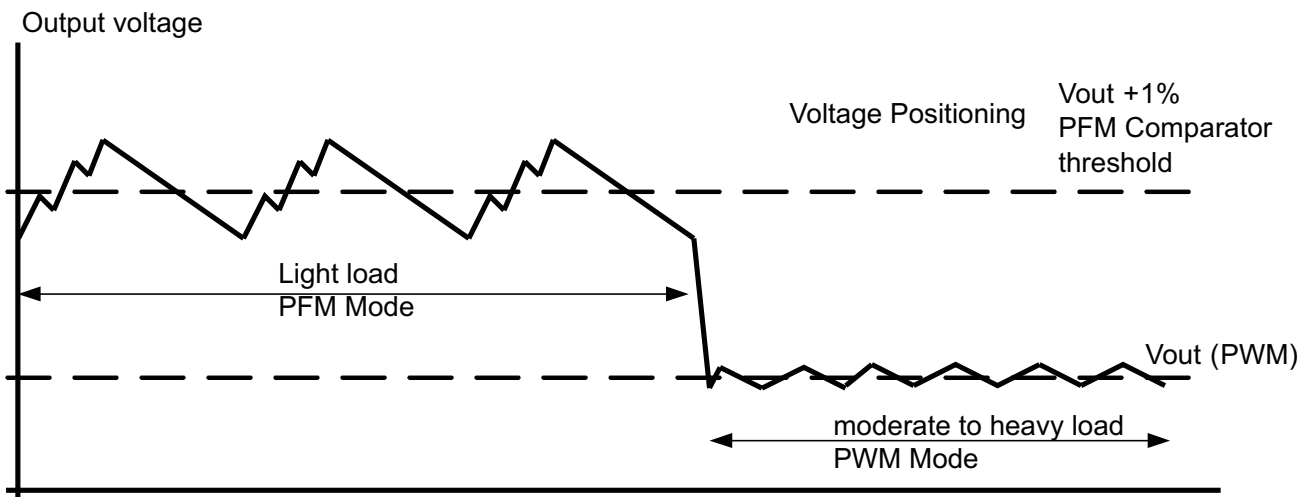 Output voltage
Voltage Positioning
Vout +1%
PFM Comparator
threshold
Light load
PFM Mode
Vout (PWM)
moderate to heavy load
PWM Mode